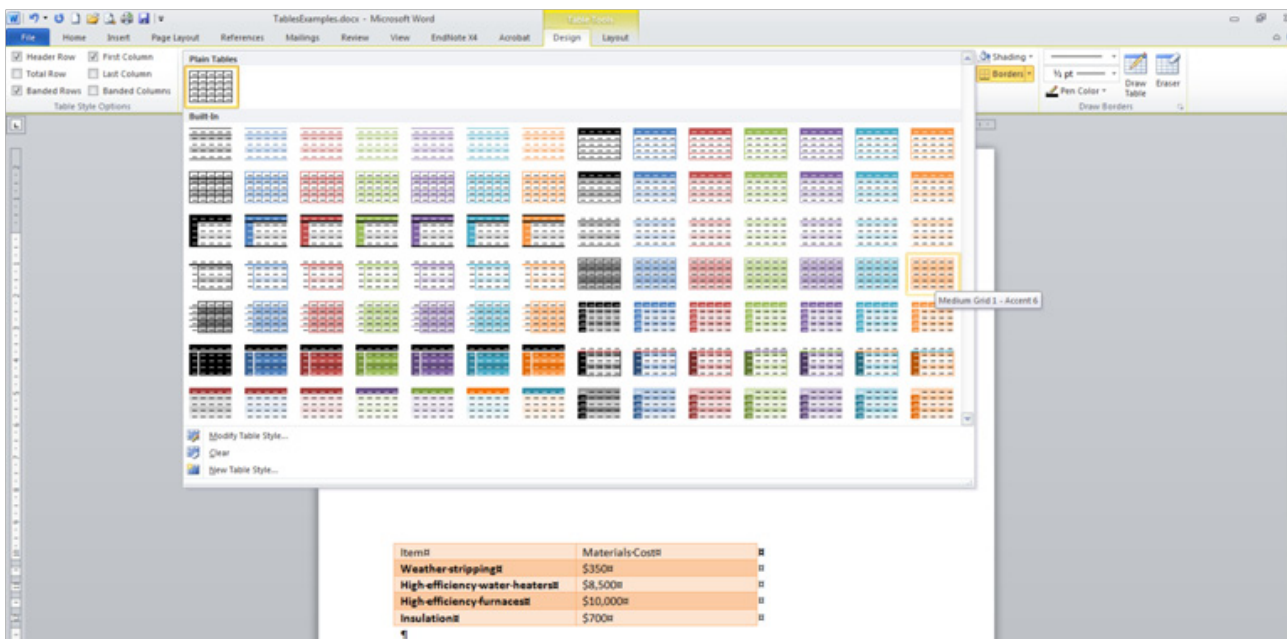 TablesExamples.docx - Microsoft Word
Table Tools
File Home Insert Page Layout References Mailings Review View EndNote X4 Acrobat Design Layout
Header Row First Column
Total Row Last Column
Banded Rows Banded Columns
Table Style Options
Plain Tables
Built-In
Shading
Borders
½ pt
Pen Color
Draw Table
Eraser
Draw Borders
Medium Grid 1 - Accent 6
Modify Table Style...
Clear
New Table Style...
Item¤ Materials·Cost¤ ¤
Weather·stripping¤ $350¤ ¤
High·efficiency·water·heaters¤ $8,500¤ ¤
High·efficiency·furnaces¤ $10,000¤ ¤
Insulation¤ $700¤ ¤
¶